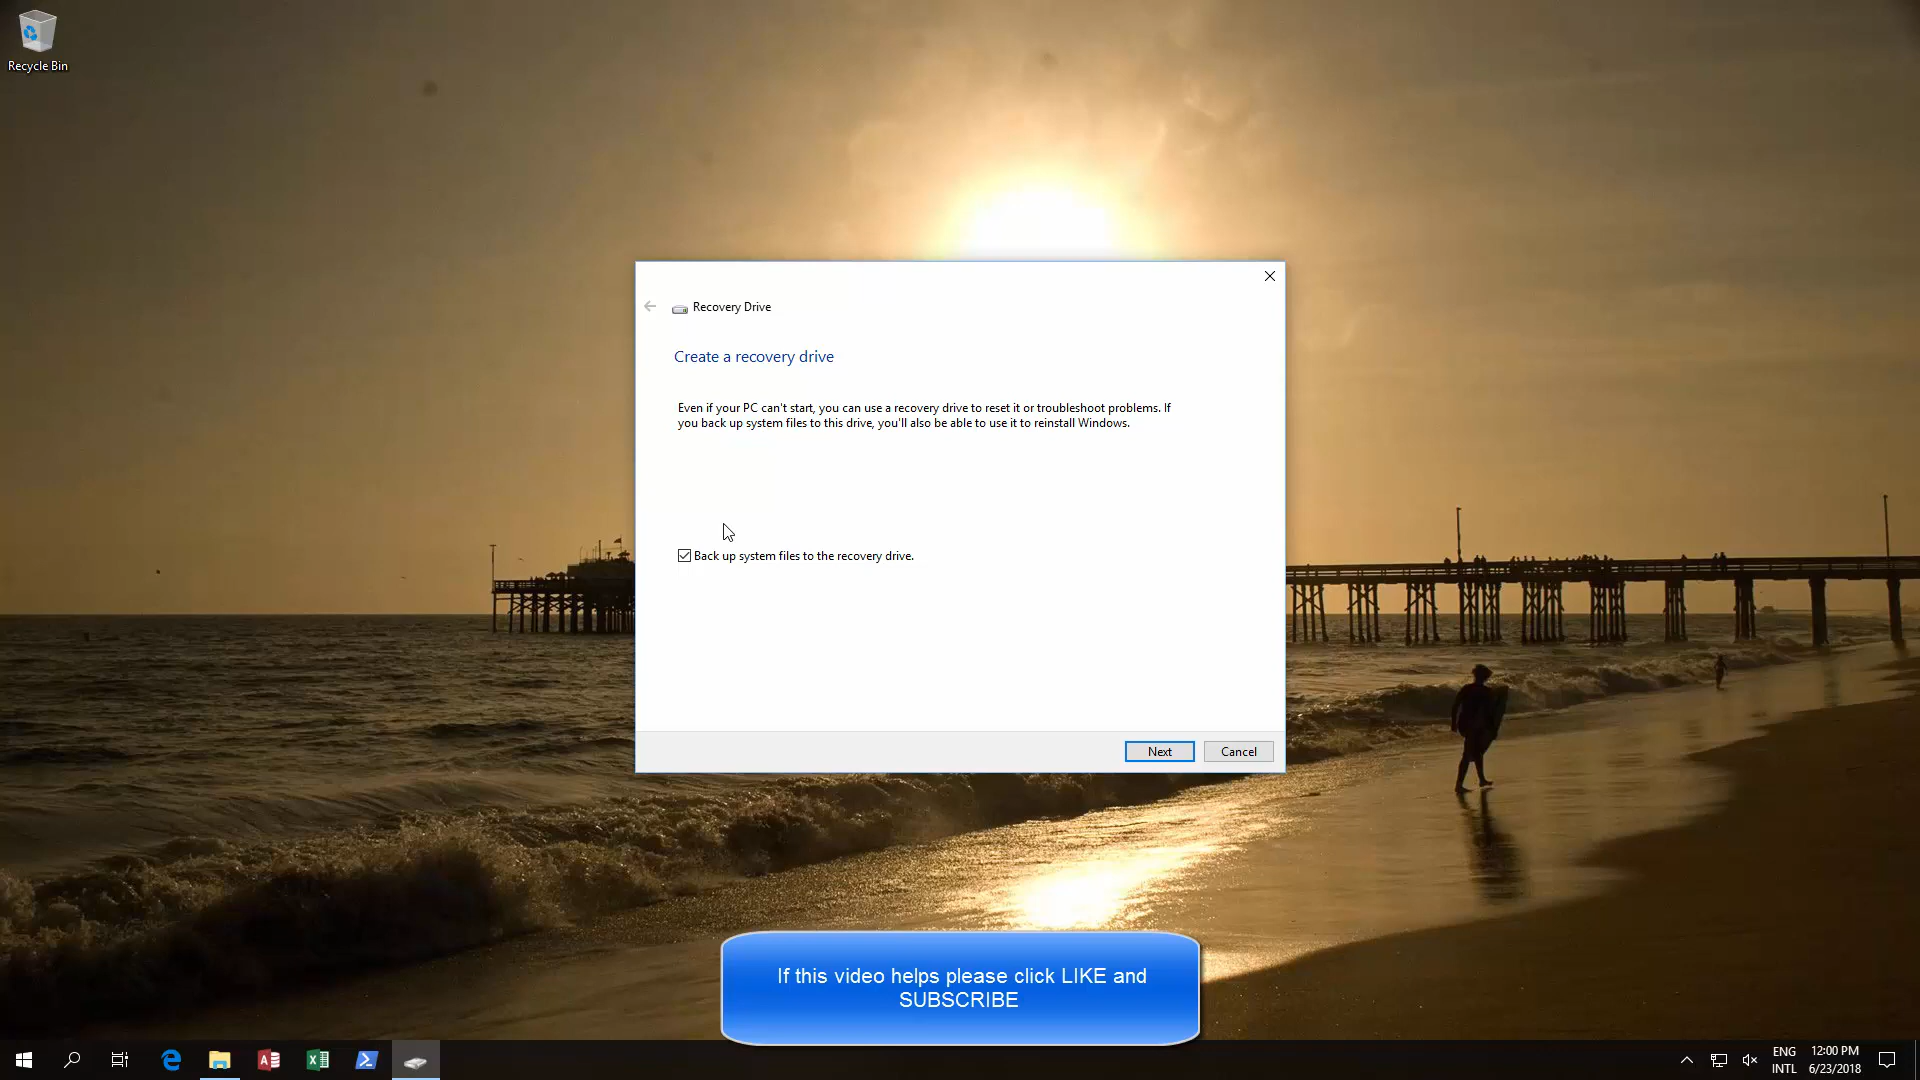 Recycle Bin
Recovery Drive
Create a recovery drive
Even if your PC can't start, you can use a recovery drive to reset it or troubleshoot problems. If
you back up system files to this drive, you'll also be able to use it to reinstall Windows.
Back up system files to the recovery drive.
Next
Cancel
If this video helps please click LIKE and
SUBSCRIBE
ENG
INTL
12:00 PM
6/23/2018